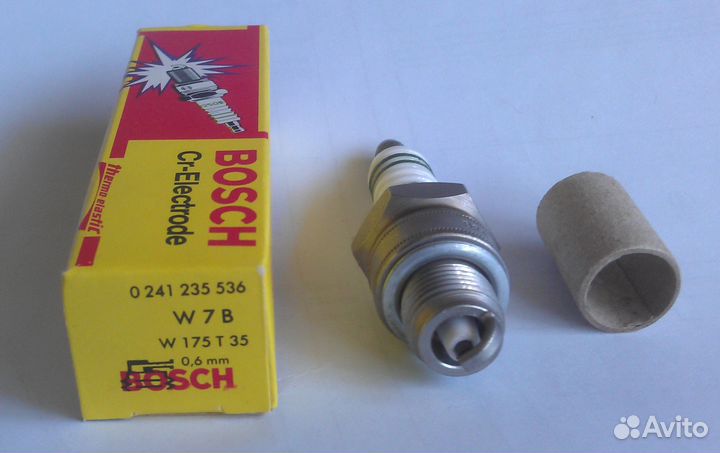 BOSCH
Cr-Electrode
thermo elastic
0 241 235 536
W 7 B
W 175 T 35
0,6 mm
BOSCH
Avito